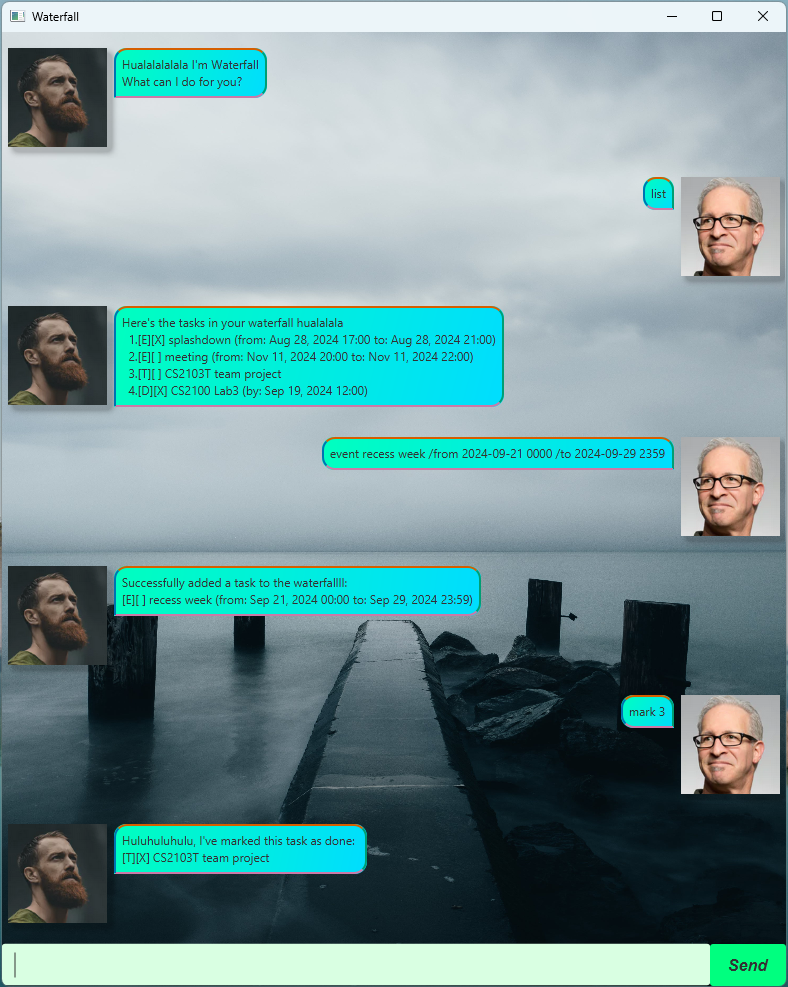 Waterfall
Hualalalalala I'm Waterfall
What can I do for you?
list
Here's the tasks in your waterfall hualalala
1.[E][X] splashdown (from: Aug 28, 2024 17:00 to: Aug 28, 2024 21:00)
2.[E][ ] meeting (from: Nov 11, 2024 20:00 to: Nov 11, 2024 22:00)
3.[T][ ] CS2103T team project
4.[D][X] CS2100 Lab3 (by: Sep 19, 2024 12:00)
event recess week /from 2024-09-21 0000 /to 2024-09-29 2359
Successfully added a task to the waterfallll:
[E][ ] recess week (from: Sep 21, 2024 00:00 to: Sep 29, 2024 23:59)
mark 3
Huluhuluhulu, I've marked this task as done:
[T][X] CS2103T team project
Send